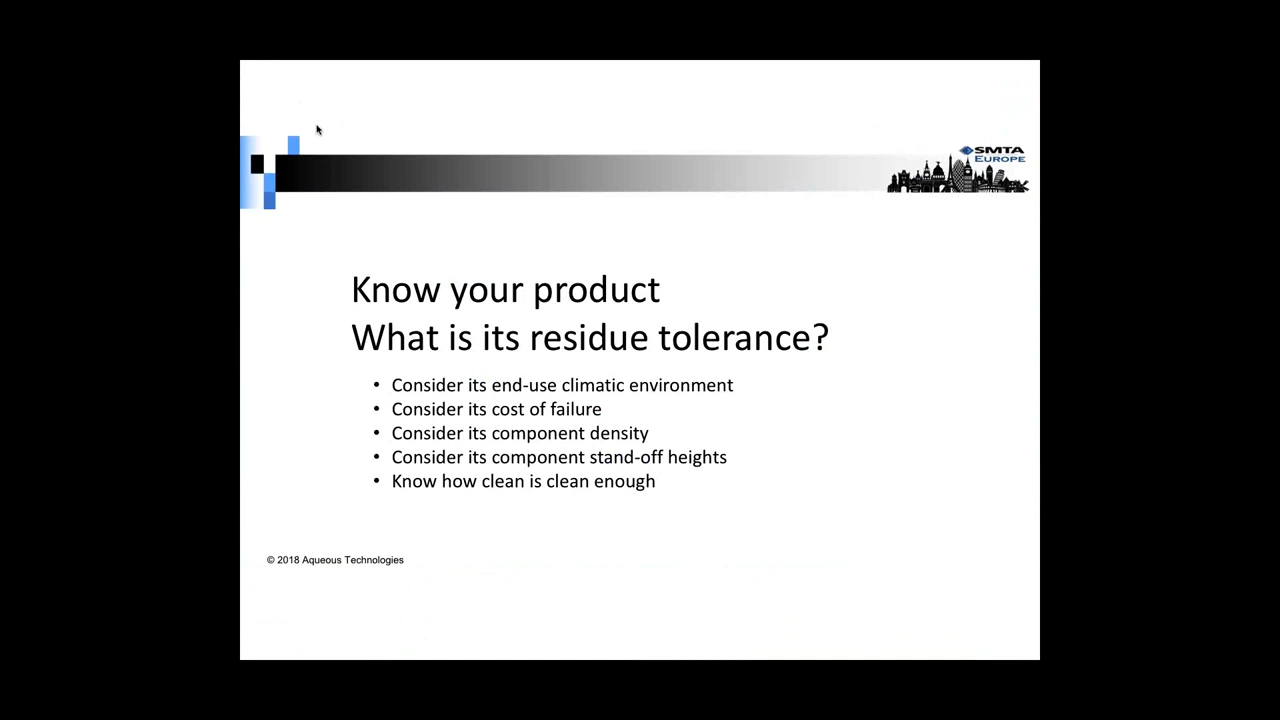 SMTA
EUROPE
Know your product
What is its residue tolerance?
• Consider its end-use climatic environment
• Consider its cost of failure
• Consider its component density
• Consider its component stand-off heights
• Know how clean is clean enough
© 2018 Aqueous Technologies